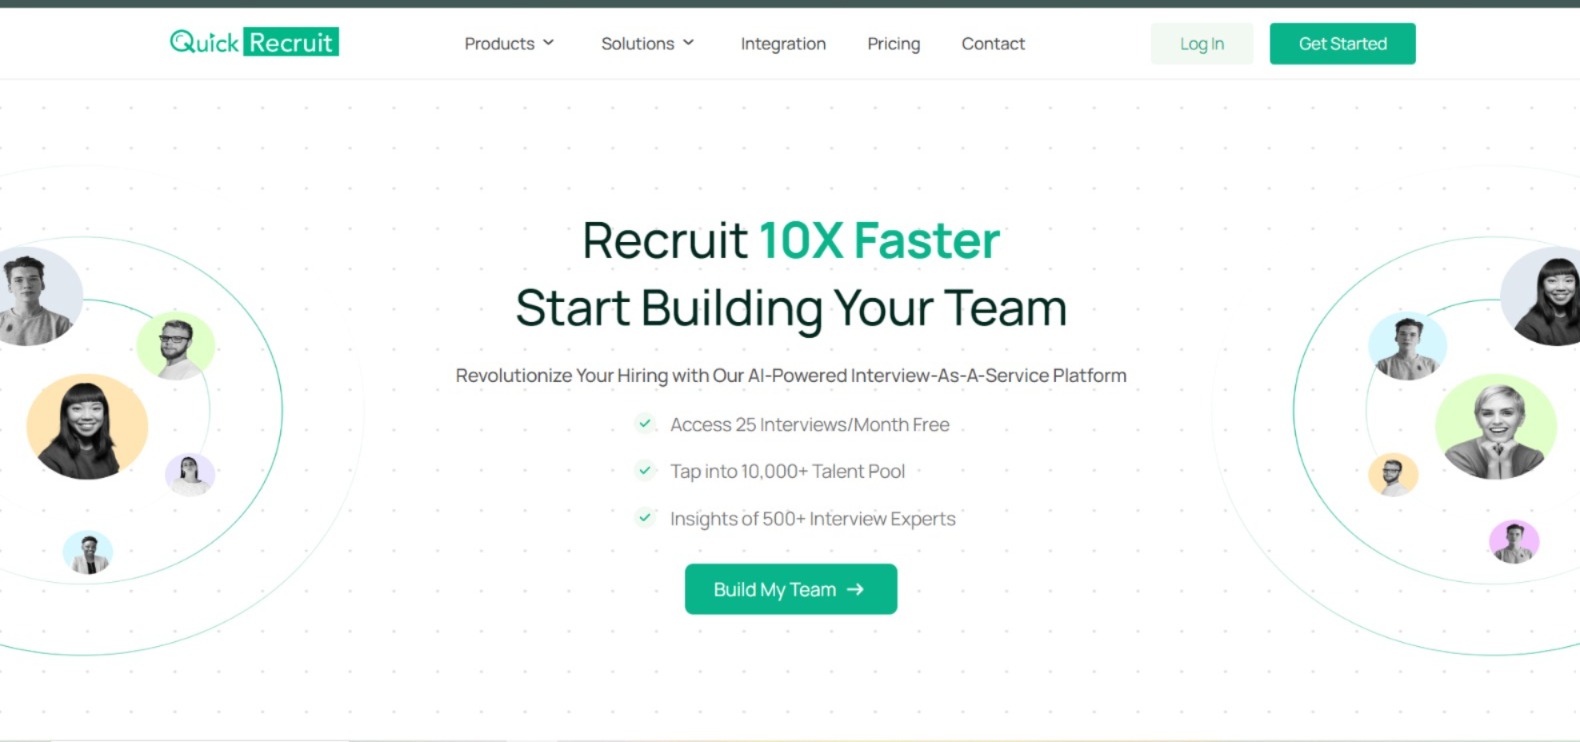 Quick Recruit
Products
Solutions
Integration
Pricing
Contact
Log In
Get Started
Recruit 10X Faster
Start Building Your Team
Revolutionize Your Hiring with Our AI-Powered Interview-As-A-Service Platform
Access 25 Interviews/Month Free
Tap into 10,000+ Talent Pool
Insights of 500+ Interview Experts
Build My Team →